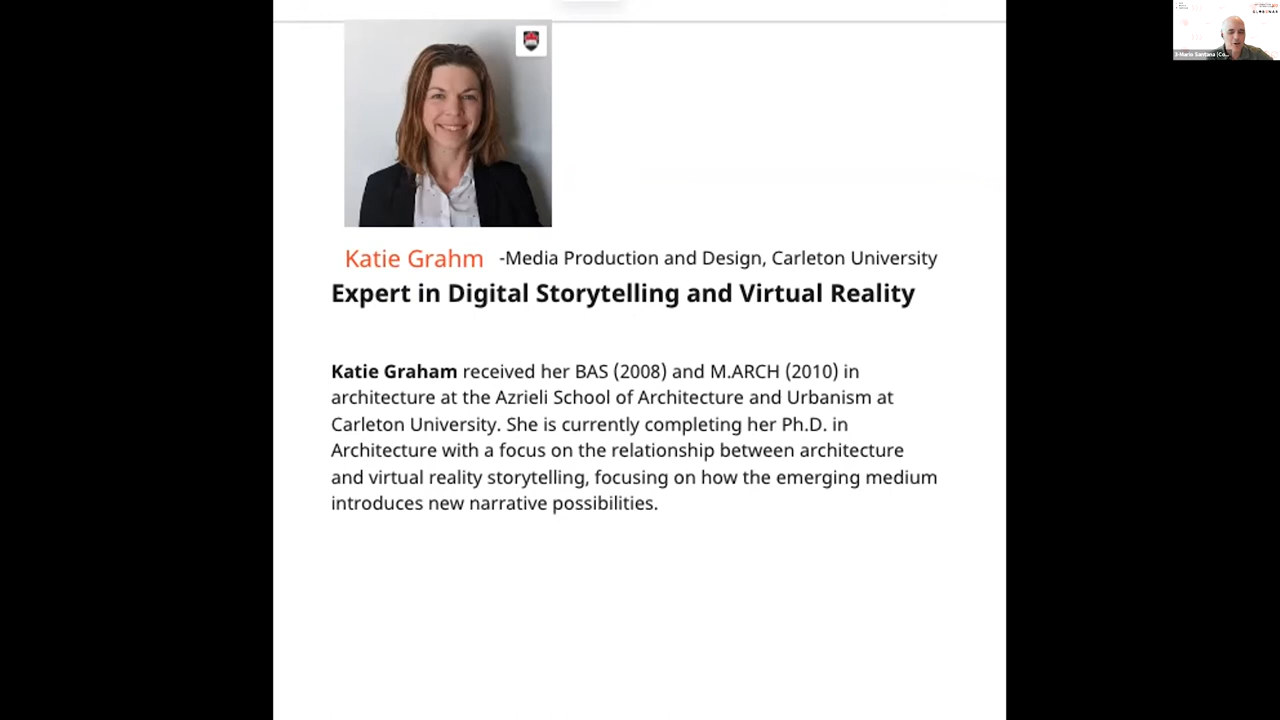 Katie Grahm -Media Production and Design, Carleton University
Expert in Digital Storytelling and Virtual Reality
Katie Graham received her BAS (2008) and M.ARCH (2010) in
architecture at the Azrieli School of Architecture and Urbanism at
Carleton University. She is currently completing her Ph.D. in
Architecture with a focus on the relationship between architecture
and virtual reality storytelling, focusing on how the emerging medium
introduces new narrative possibilities.
Mario Santana (Co...